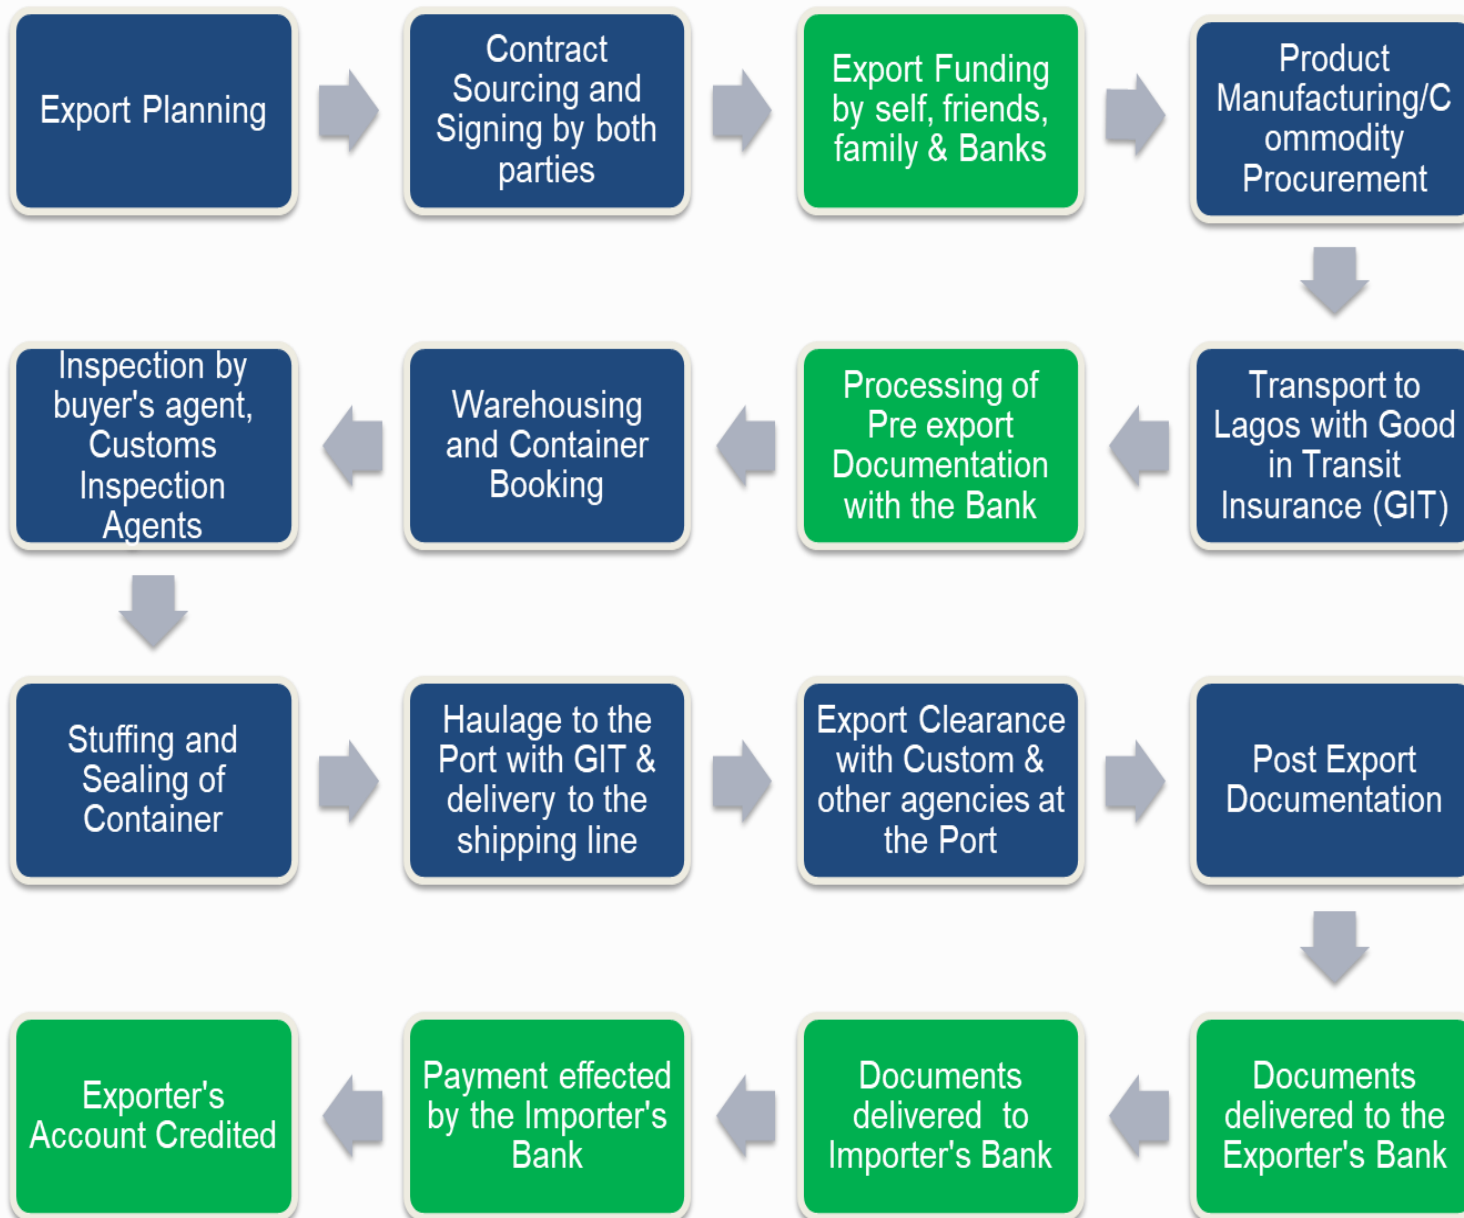 Export Planning
Contract
Sourcing and
Signing by both
parties
Export Funding
by self, friends,
family & Banks
Product
Manufacturing/C
ommodity
Procurement
Transport to
Lagos with Good
in Transit
Insurance (GIT)
Processing of
Pre export
Documentation
with the Bank
Warehousing
and Container
Booking
Inspection by
buyer's agent,
Customs
Inspection
Agents
Stuffing and
Sealing of
Container
Haulage to the
Port with GIT &
delivery to the
shipping line
Export Clearance
with Custom &
other agencies at
the Port
Post Export
Documentation
Documents
delivered to the
Exporter's Bank
Documents
delivered to
Importer's Bank
Payment effected
by the Importer's
Bank
Exporter's
Account Credited